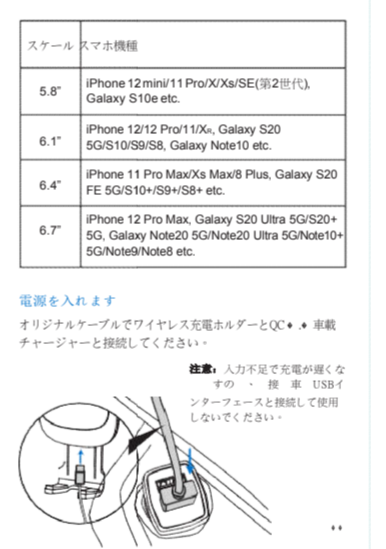 スケール スマホ機種
5.8”
iPhone 12 mini/11 Pro/X/Xs/SE(第2世代),
Galaxy S10e etc.
6.1”
iPhone 12/12 Pro/11/XR, Galaxy S20
5G/S10/S9/S8, Galaxy Note10 etc.
6.4”
iPhone 11 Pro Max/Xs Max/8 Plus, Galaxy S20
FE 5G/S10+/S9+/S8+ etc.
6.7”
iPhone 12 Pro Max, Galaxy S20 Ultra 5G/S20+
5G, Galaxy Note20 5G/Note20 Ultra 5G/Note10+
5G/Note9/Note8 etc.
電源を入れます
オリジナルケーブルでワイヤレス充電ホルダーとQC♦.♦ 車載
チャージャーと接続してください。
注意: 入力不足で充電が遅くな
すの 、 接 車 USBイ
ンターフェースと接続して使用
しないでください。
♦♦